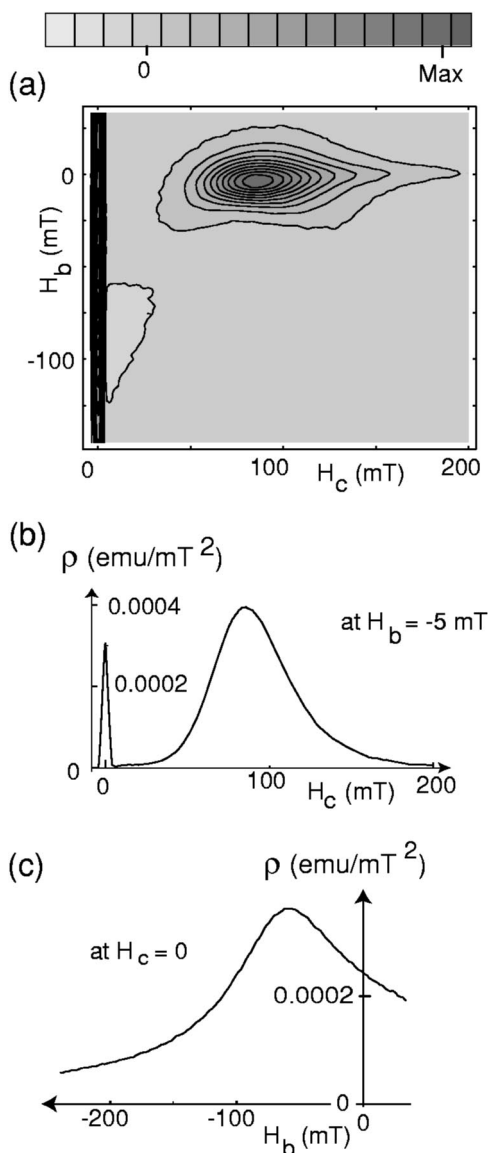 0 Max
(a)
0
H_b (mT)
-100
0 100 200
H_c (mT)
(b)
ρ (emu/mT ²)
0.0004
at H_b = -5 mT
0.0002
0
0 100 200
H_c (mT)
(c)
ρ (emu/mT ²)
at H_c = 0
0.0002
0
-200 -100 0
H_b (mT)